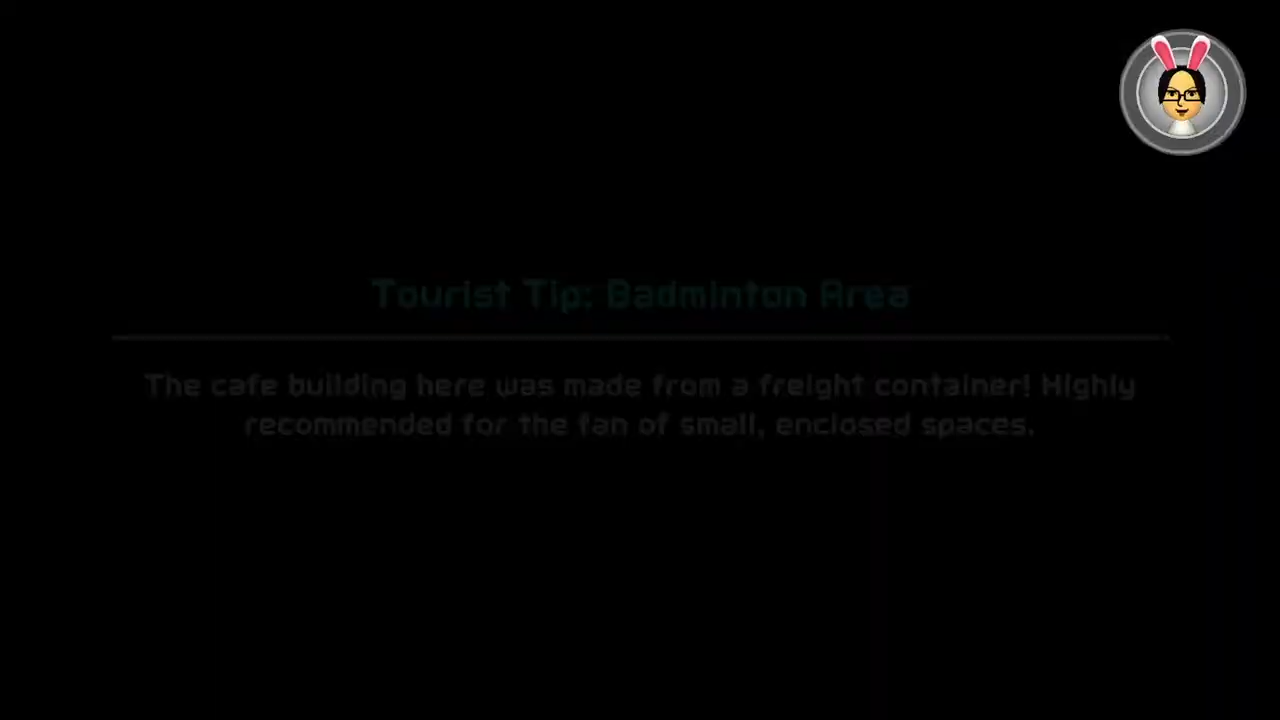 Tourist Tip: Badminton Area
The cafe building here was made from a freight container! Highly
recommended for the fan of small, enclosed spaces.